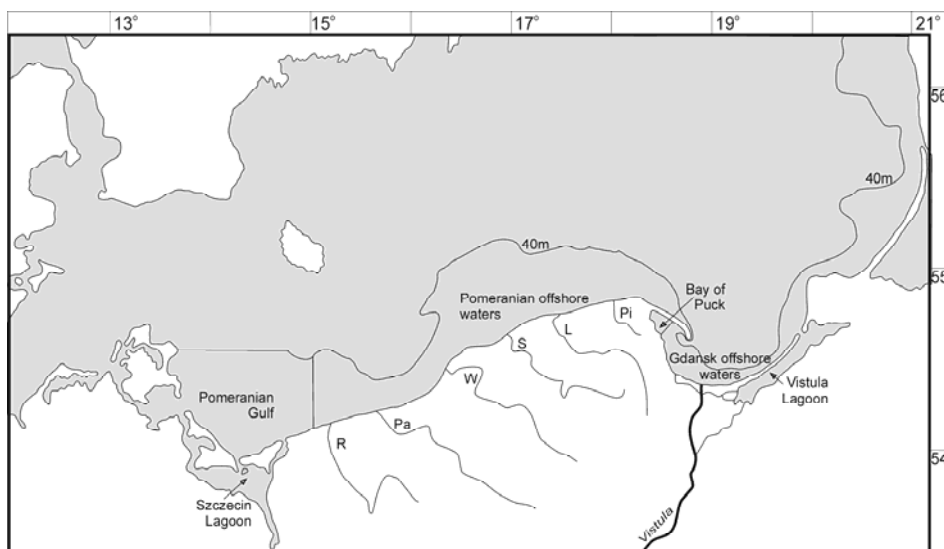 13°
15°
17°
19°
21°
56
40m
55
40m
Bay of
Puck
Pomeranian offshore
waters
Pi
L
S
Gdańsk offshore
waters
W
Vistula
Lagoon
Pomeranian
Gulf
Pa
R
54
Szczecin
Lagoon
Vistula